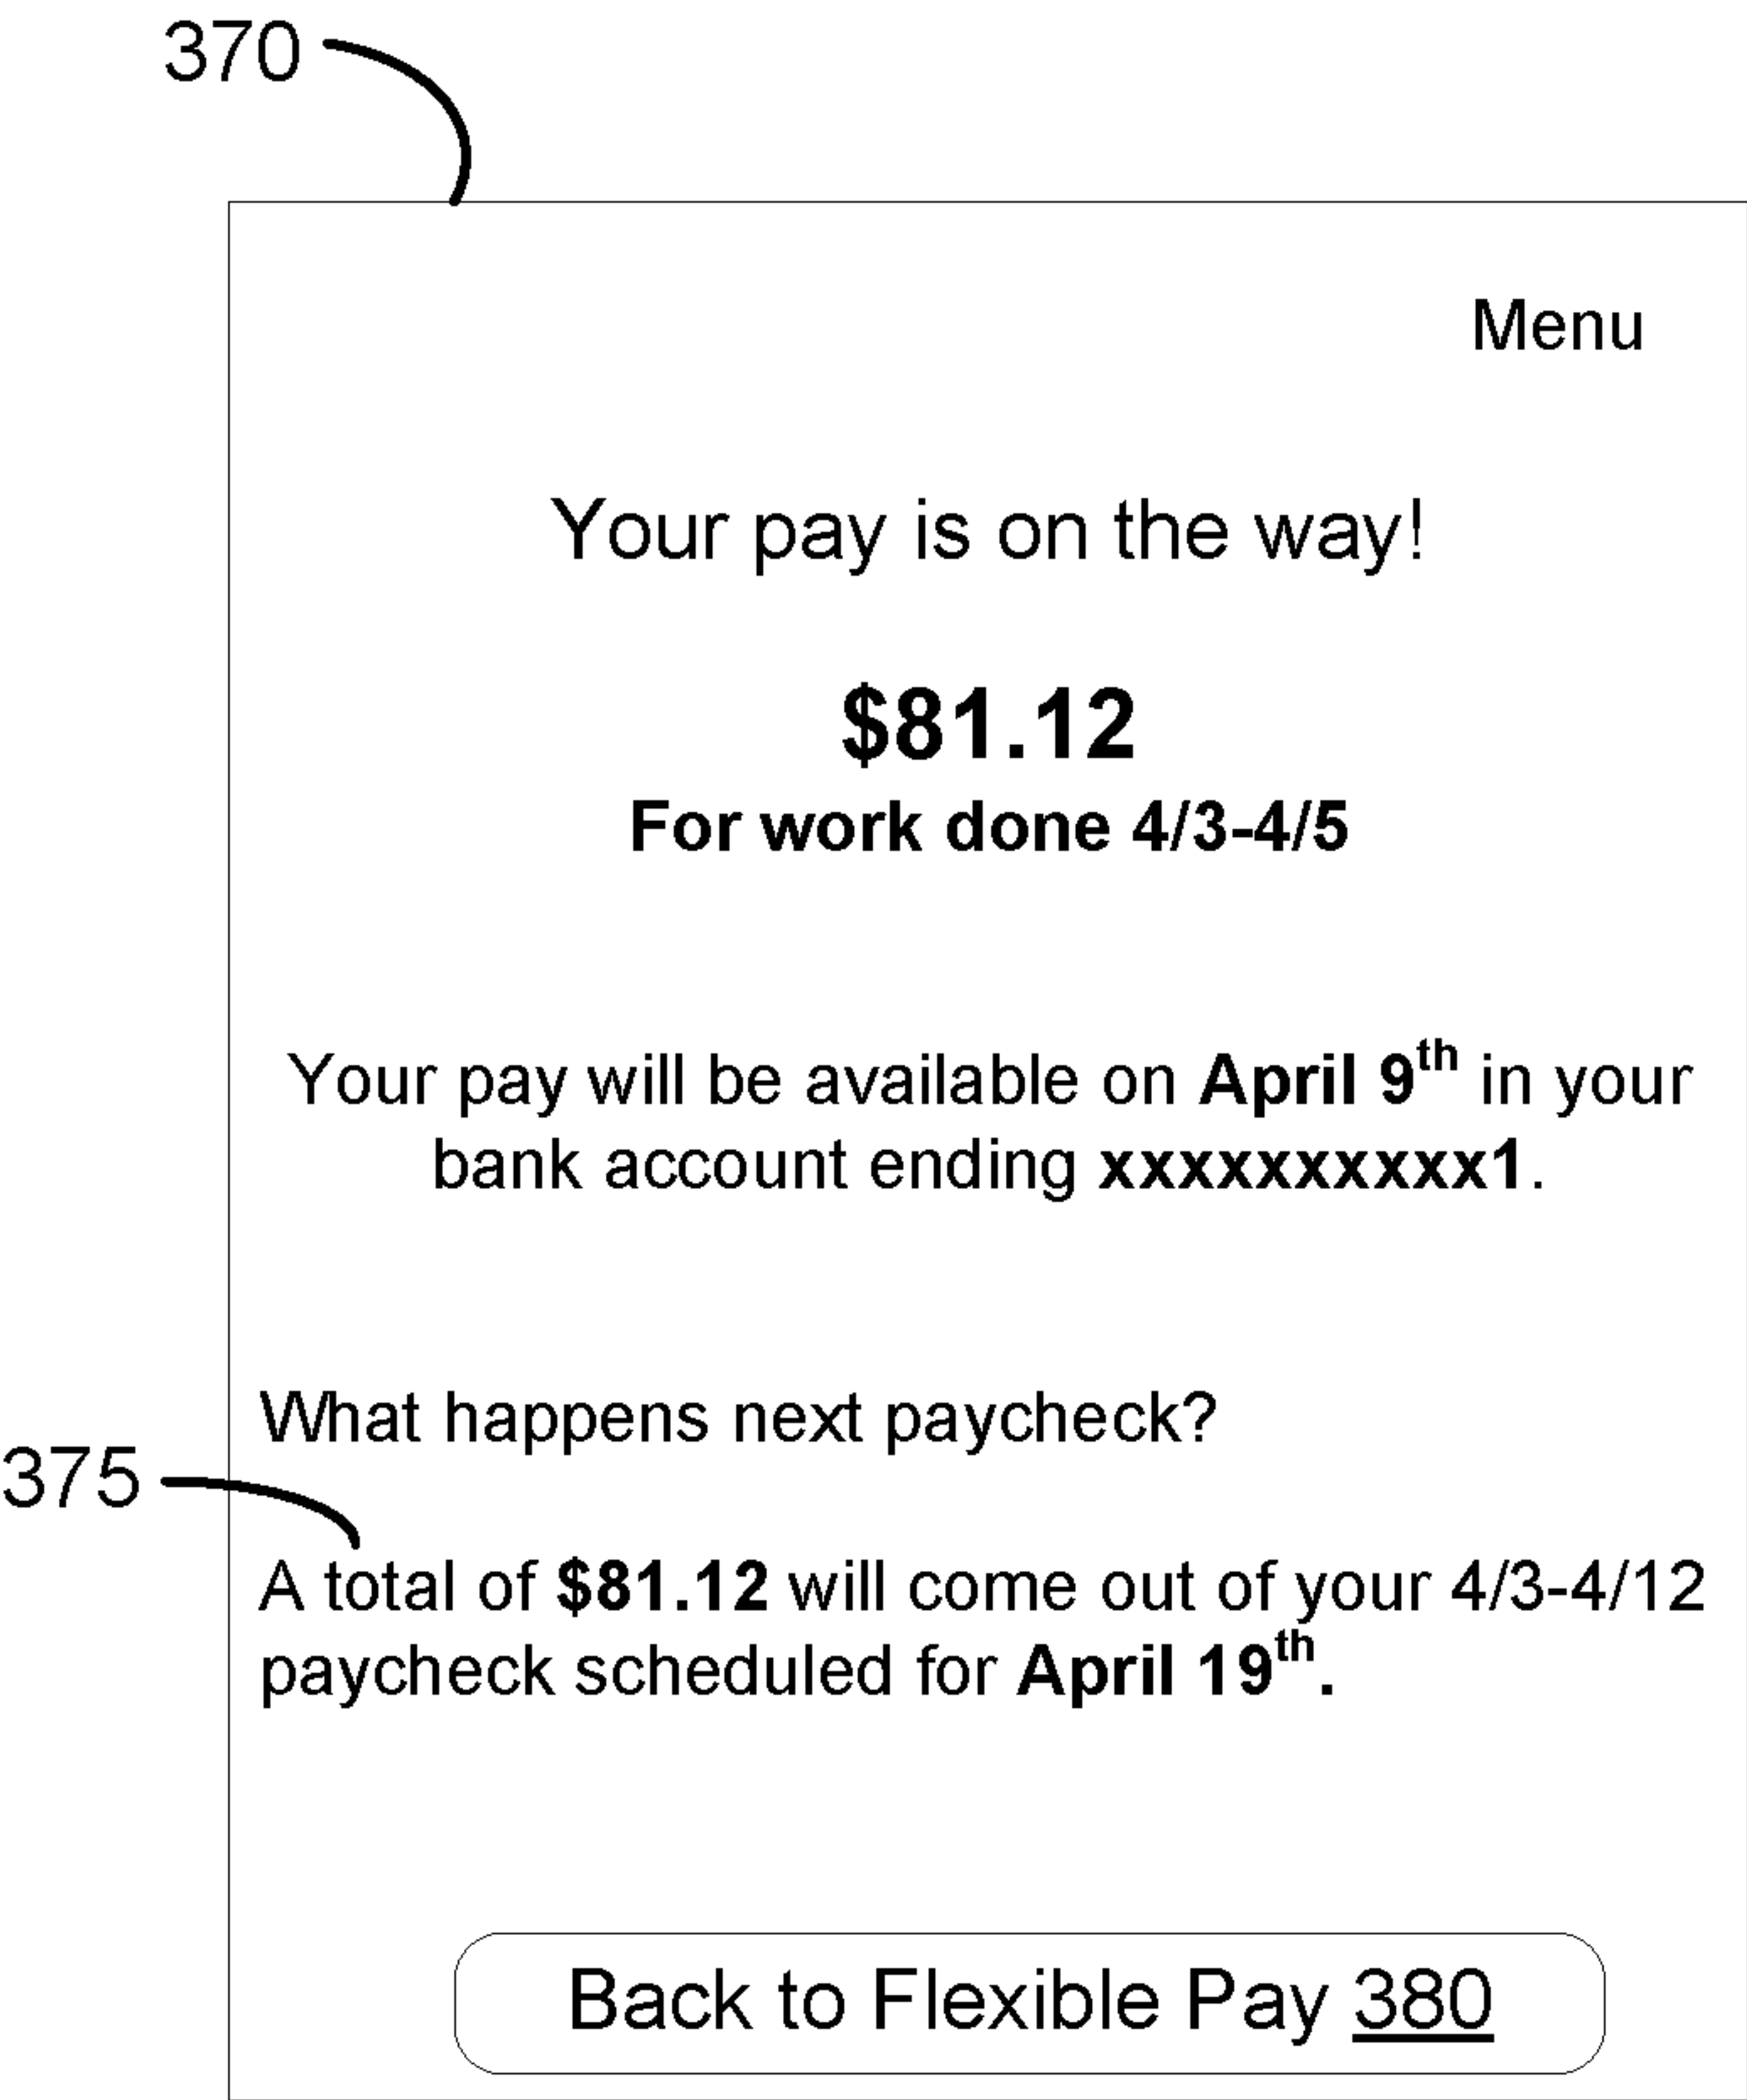 370
Menu
Your pay is on the way!
$81.12
For work done 4/3-4/5
Your pay will be available on April 9th in your
bank account ending xxxxxxxxxxx1.
What happens next paycheck?
375
A total of $81.12 will come out of your 4/3-4/12
paycheck scheduled for April 19th.
Back to Flexible Pay 380